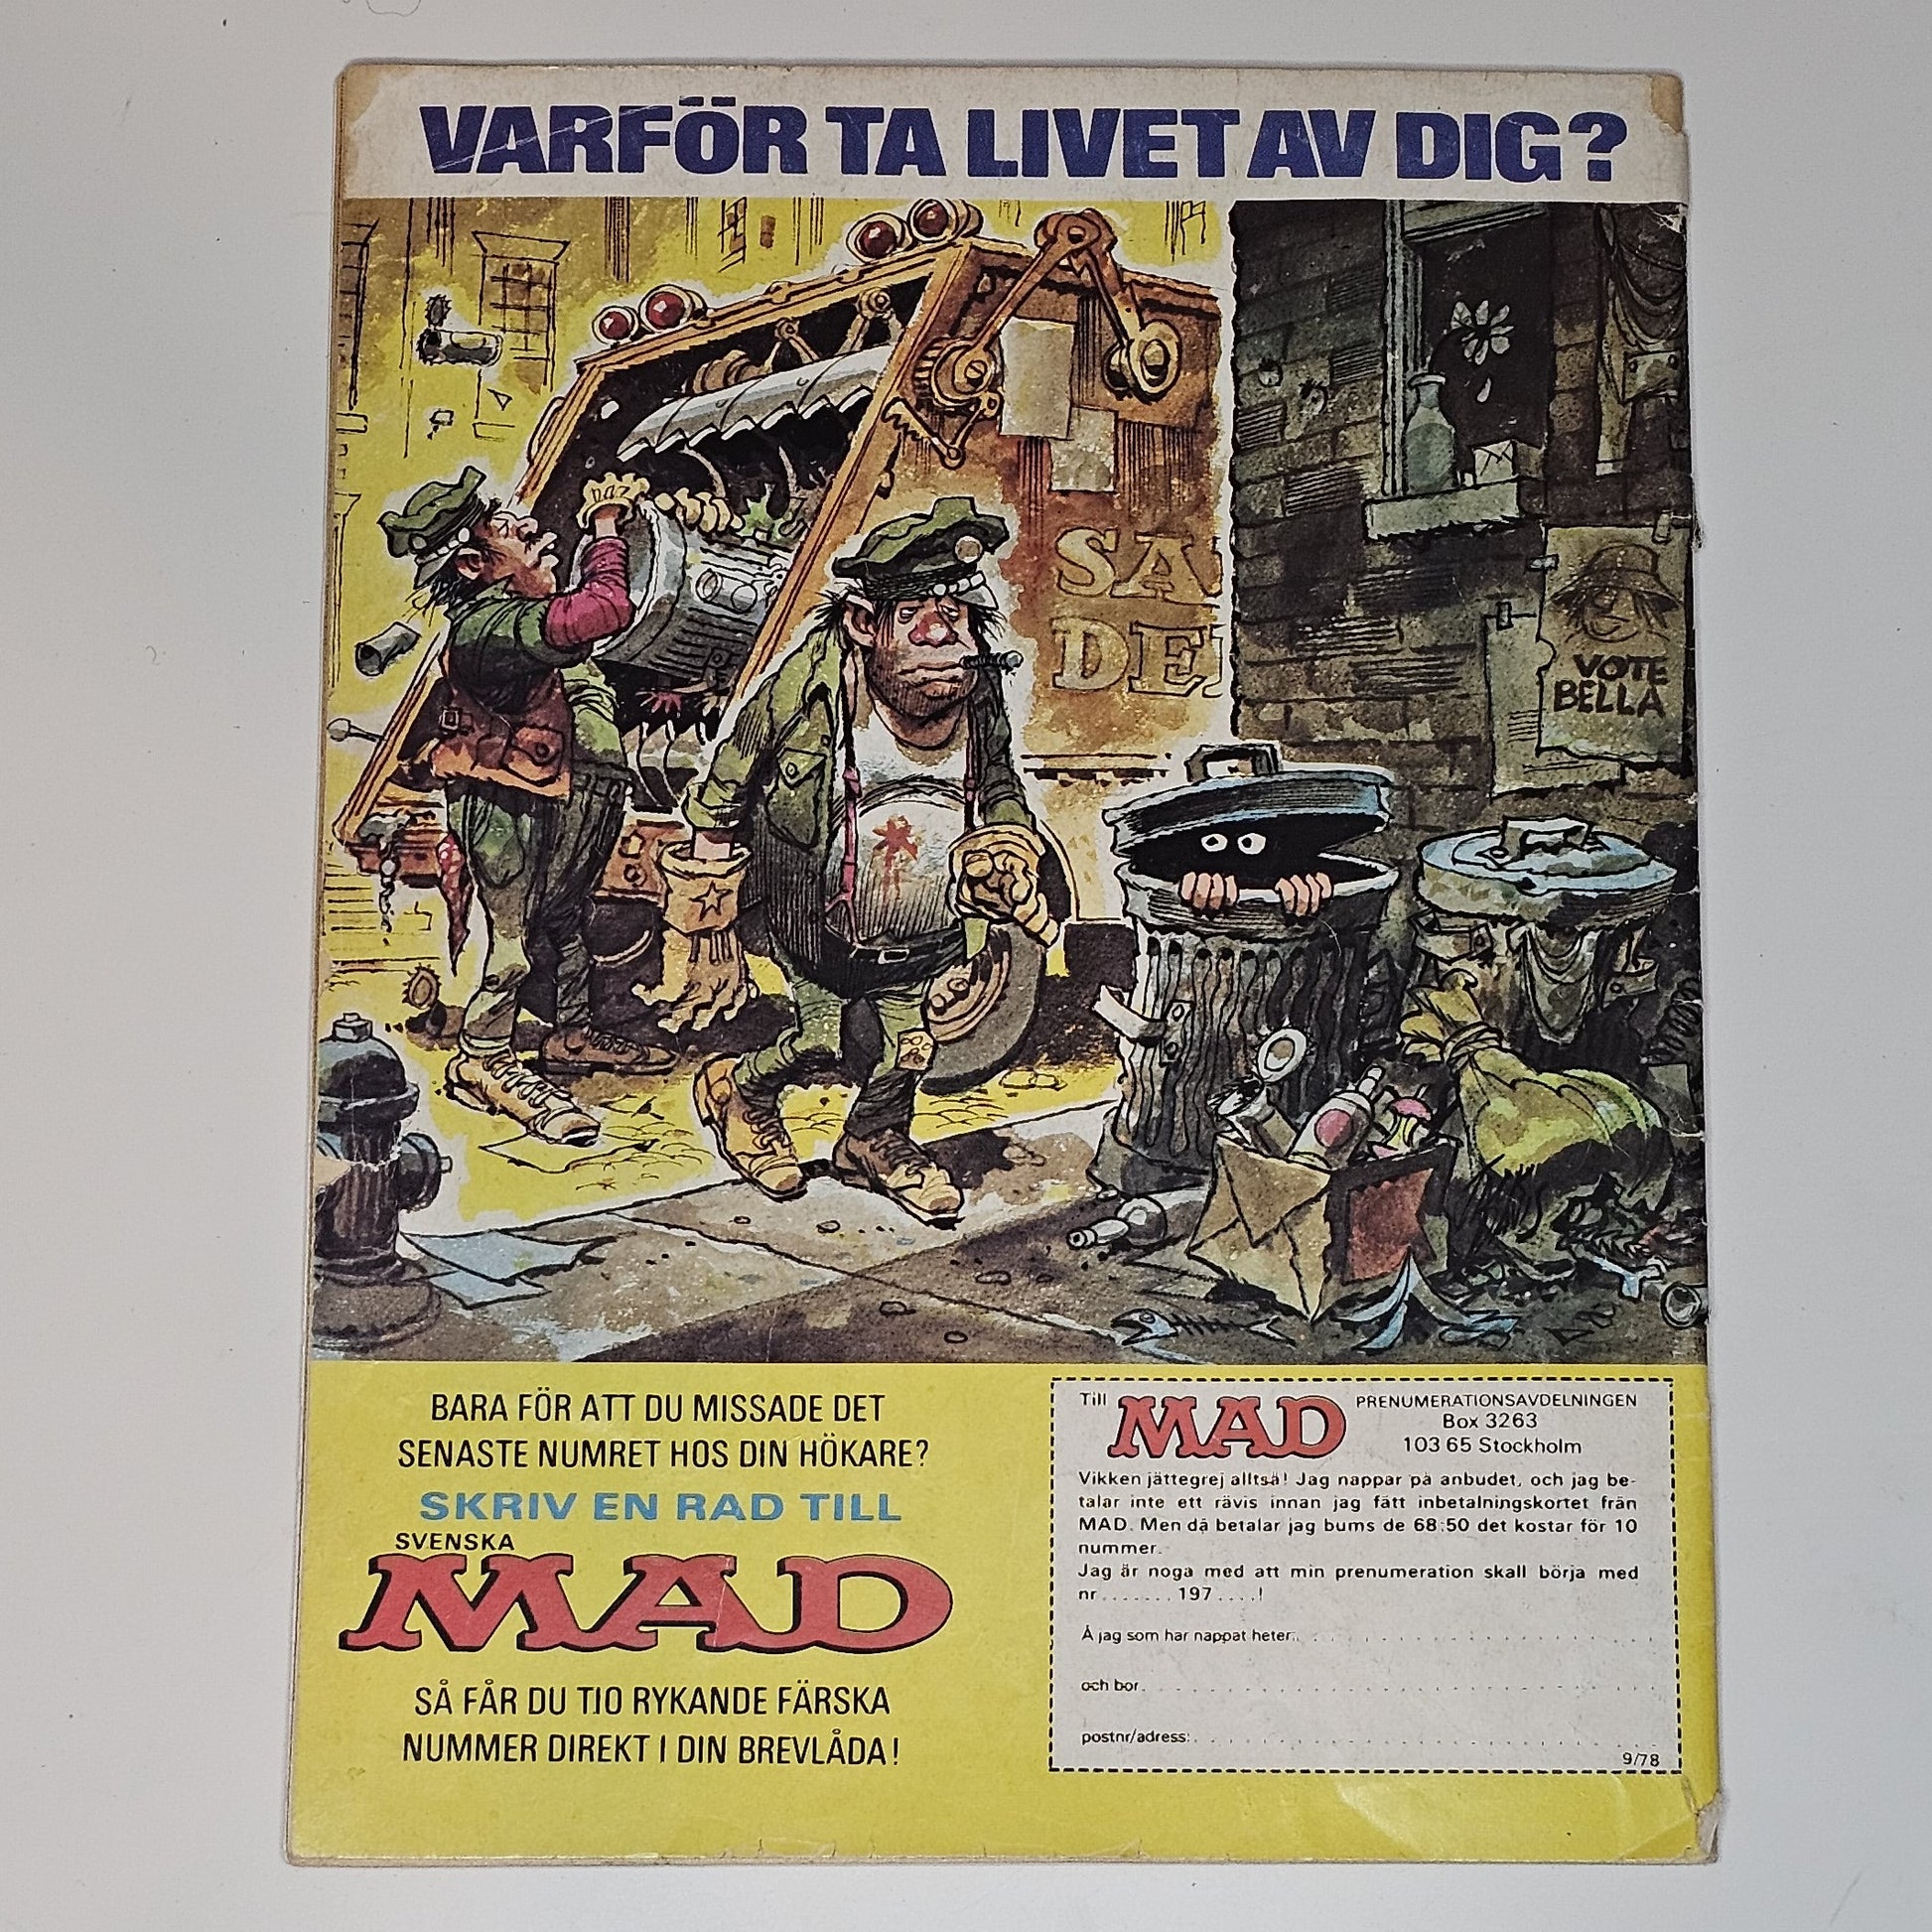 VARFÖR TA LIVET AV DIG?
SA
DE
VOTE
BELLA
BARA FÖR ATT DU MISSADE DET
SENASTE NUMRET HOS DIN HÖKARE?
SKRIV EN RAD TILL
SVENSKA
MAD
SÅ FÅR DU TIO RYKANDE FÄRSKA
NUMMER DIREKT I DIN BREVLÅDA!
Till MAD PRENUMERATIONSAVDELNINGEN
Box 3263
103 65 Stockholm
Vikken jättegrej alltså! Jag nappar på anbudet, och jag be-
talar inte ett rävis innan jag fått inbetalningskortet från
MAD. Men då betalar jag bums de 68:50 det kostar för 10
nummer.
Jag är noga med att min prenumeration skall börja med
nr....... 197....!
Å jag som har nappat heter:
och bor
postnr/adress:
9/78